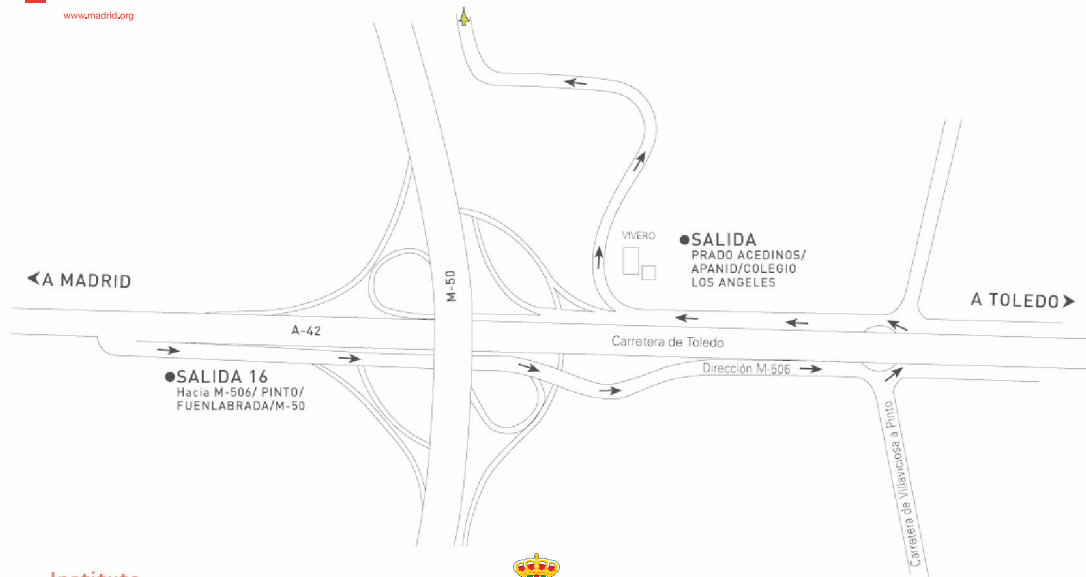 www.madrid.org
VIVERO
SALIDA
PRADO ACEDINOS/
APANID/COLEGIO
LOS ANGELES
A MADRID
M-50
A TOLEDO
A-42
Carretera de Toledo
Dirección M-506
SALIDA 16
Hacia M-506/ PINTO/
FUENLABRADA/M-50
Carretera de Villaviciosa a Pinto